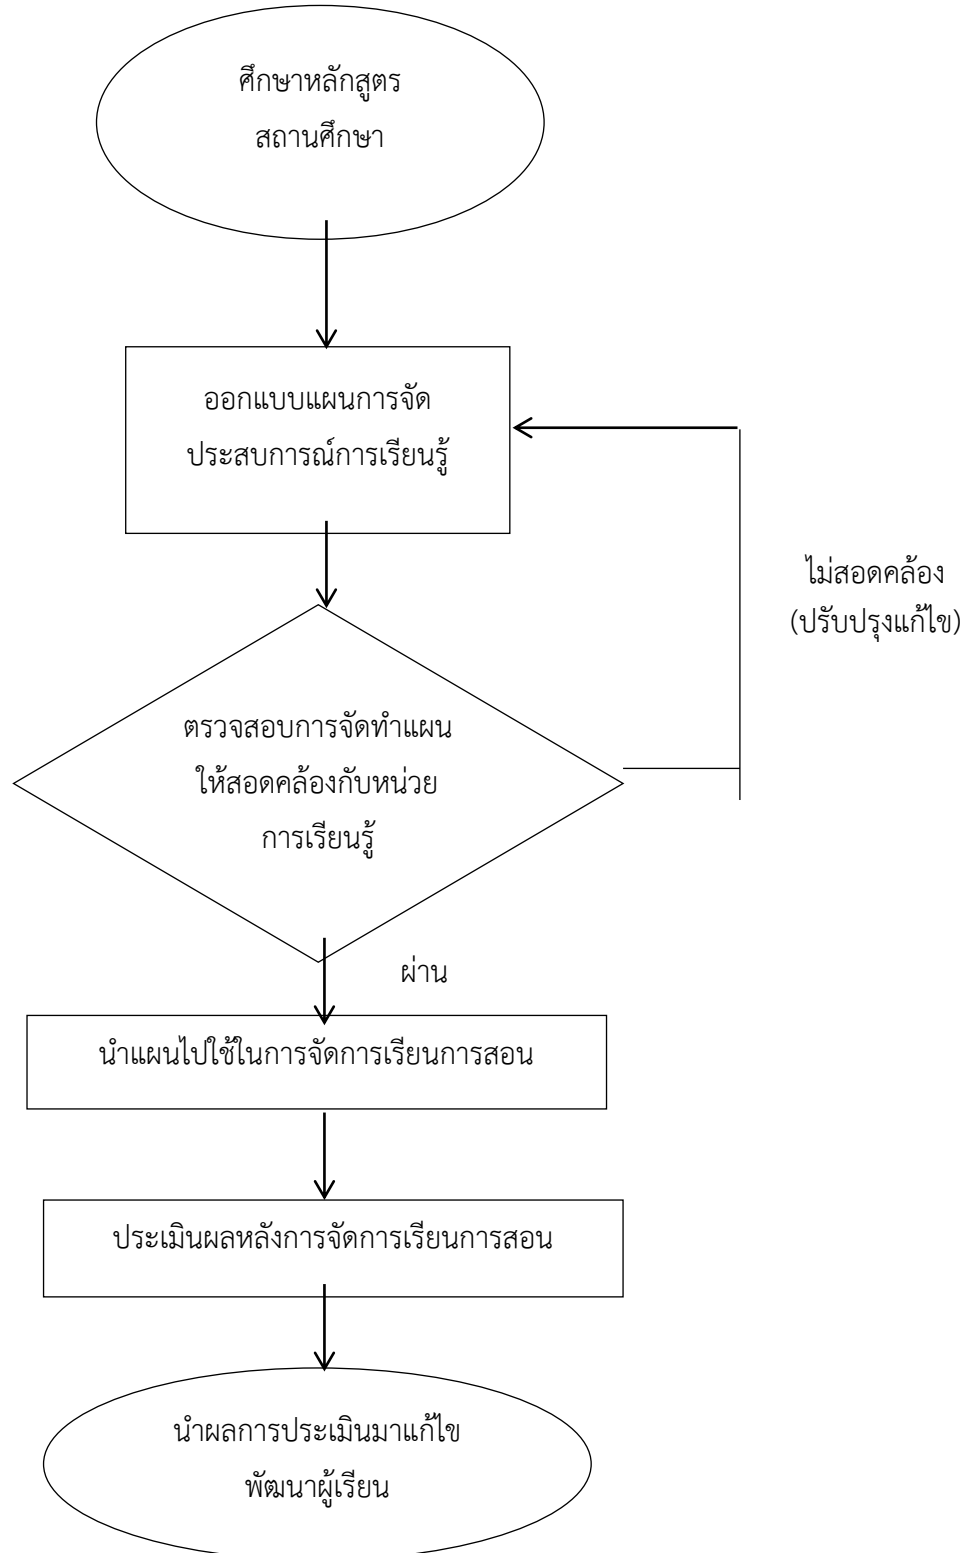 ศึกษาหลักสูตร
สถานศึกษา
ออกแบบแผนการจัด
ประสบการณ์การเรียนรู้
ไม่สอดคล้อง
(ปรับปรุงแก้ไข)
ตรวจสอบการจัดทำแผน
ให้สอดคล้องกับหน่วย
การเรียนรู้
ผ่าน
นำแผนไปใช้ในการจัดการเรียนการสอน
ประเมินผลหลังการจัดการเรียนการสอน
นำผลการประเมินมาแก้ไข
พัฒนาผู้เรียน